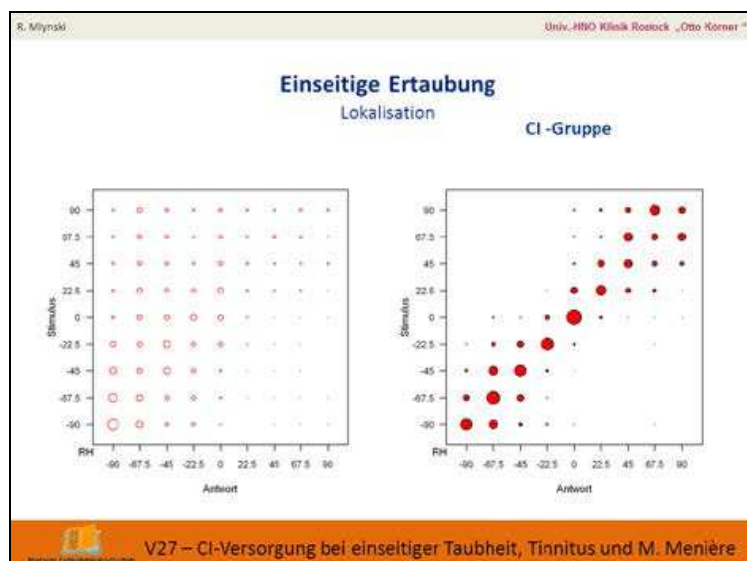 R. Mlynski
Univ.-HNO Klinik Rostock „Otto Körner“
Einseitige Ertaubung
Lokalisation
CI -Gruppe
Stimulus
90
67.5
45
22.5
0
-22.5
-45
-67.5
-90
RH
-90 -67.5 -45 -22.5 0 22.5 45 67.5 90
Antwort
Stimulus
90
67.5
45
22.5
0
-22.5
-45
-67.5
-90
RH
-90 -67.5 -45 -22.5 0 22.5 45 67.5 90
Antwort
V27 – CI-Versorgung bei einseitiger Taubheit, Tinnitus und M. Menière